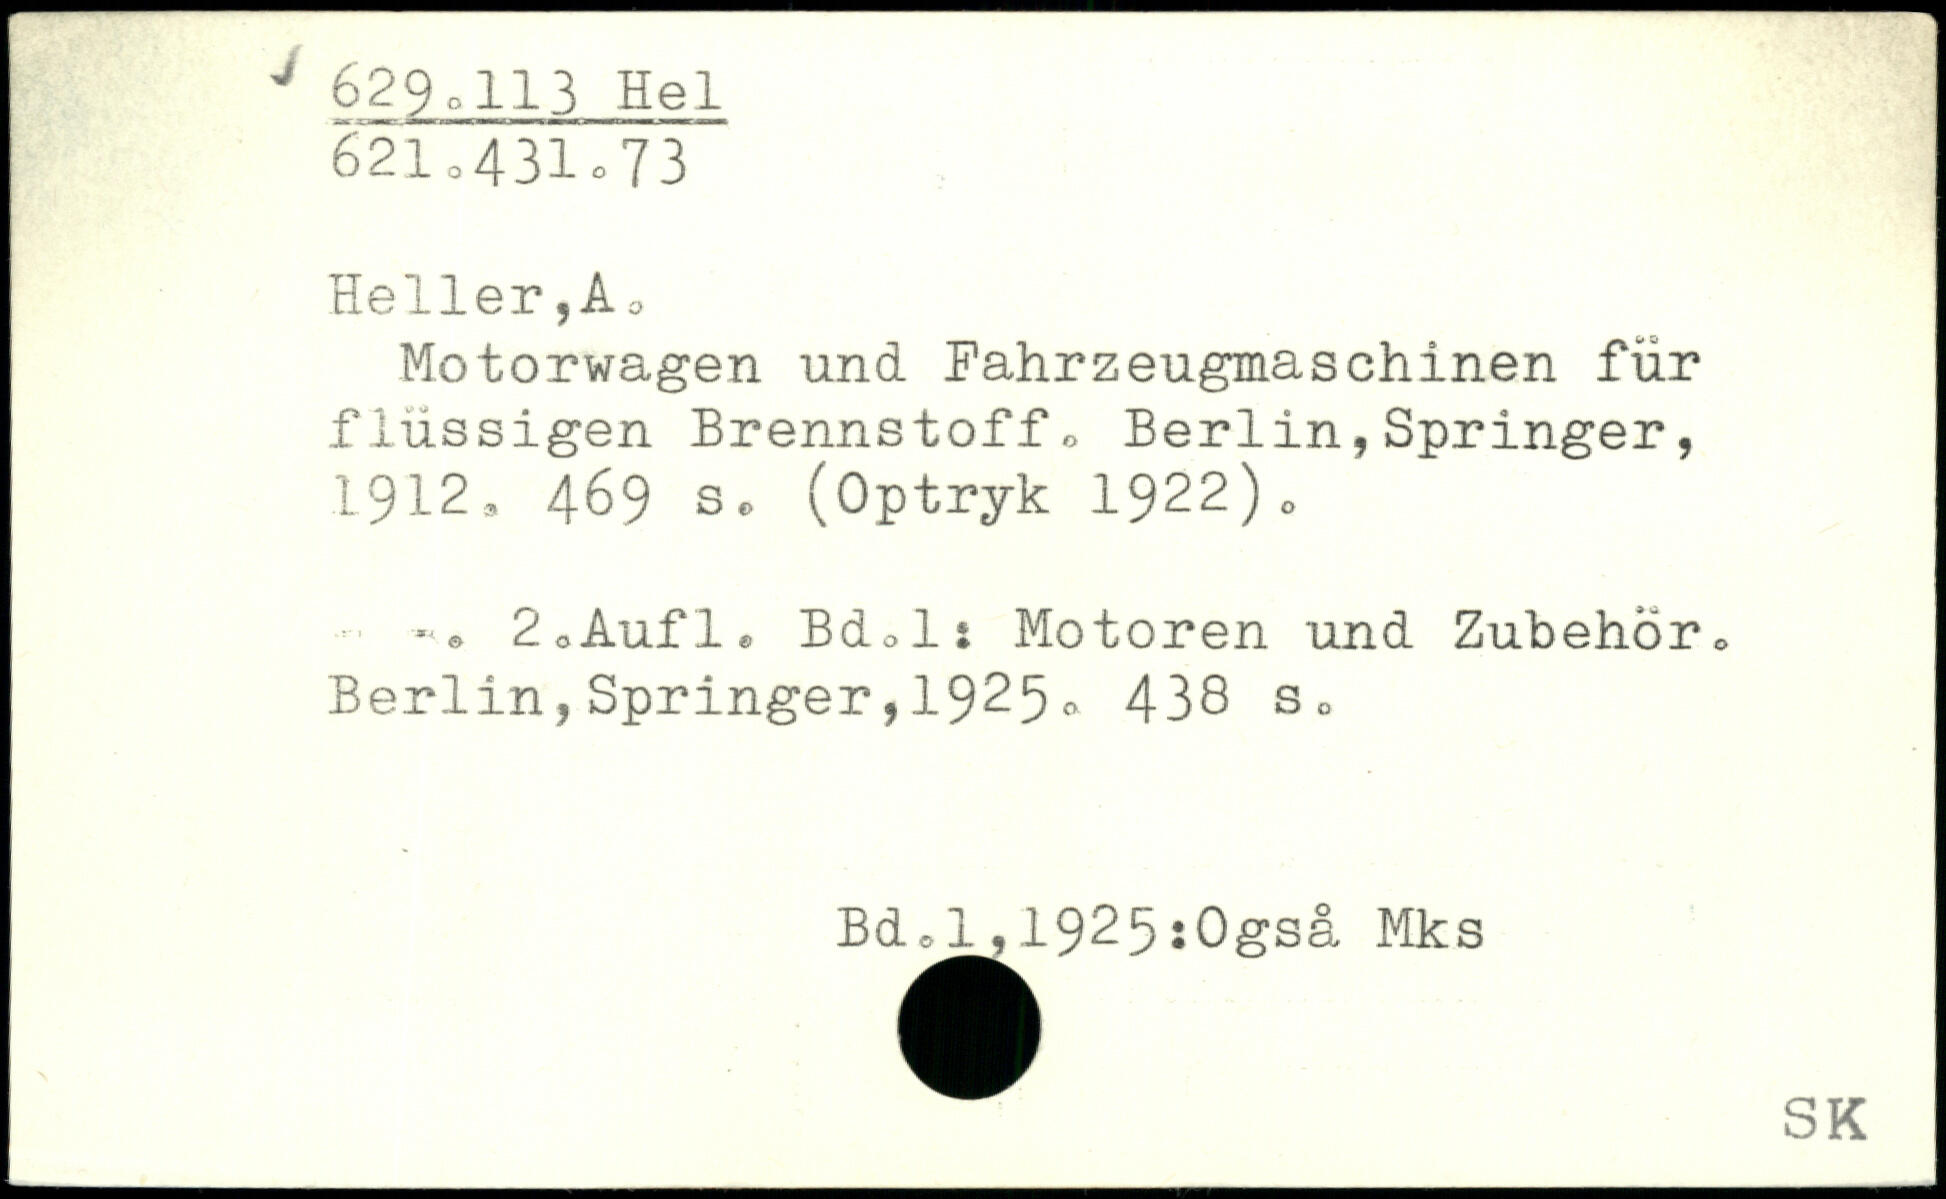 629.113 Hel
621.431.73
Heller,A.
Motorwagen und Fahrzeugmaschinen für
flüssigen Brennstoff. Berlin,Springer,
1912. 469 s. (Optryk 1922).
- -. 2.Aufl. Bd.1: Motoren und Zubehör.
Berlin,Springer,1925. 438 s.
Bd.1,1925:Også Mks
SK